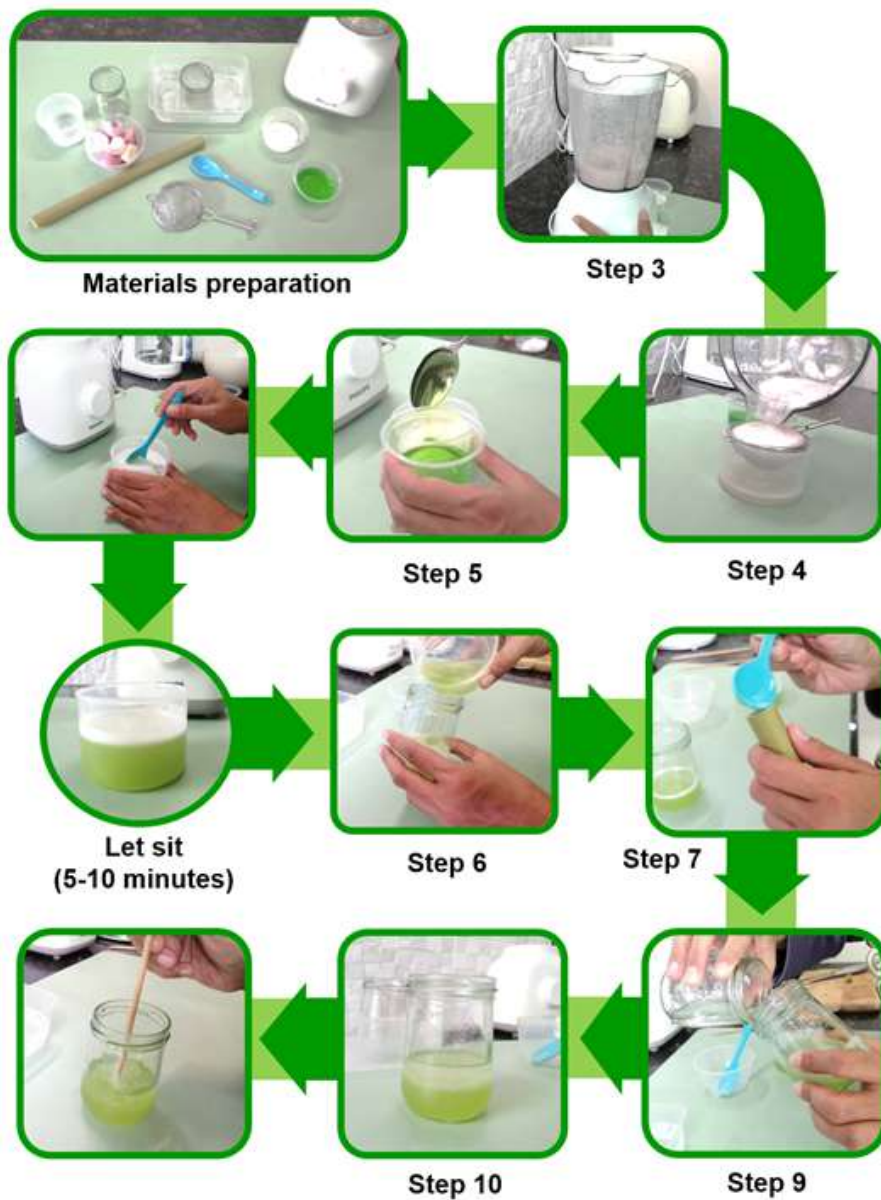 Materials preparation
Step 3
Step 4
Step 5
Let sit
(5-10 minutes)
Step 6
Step 7
Step 9
Step 10